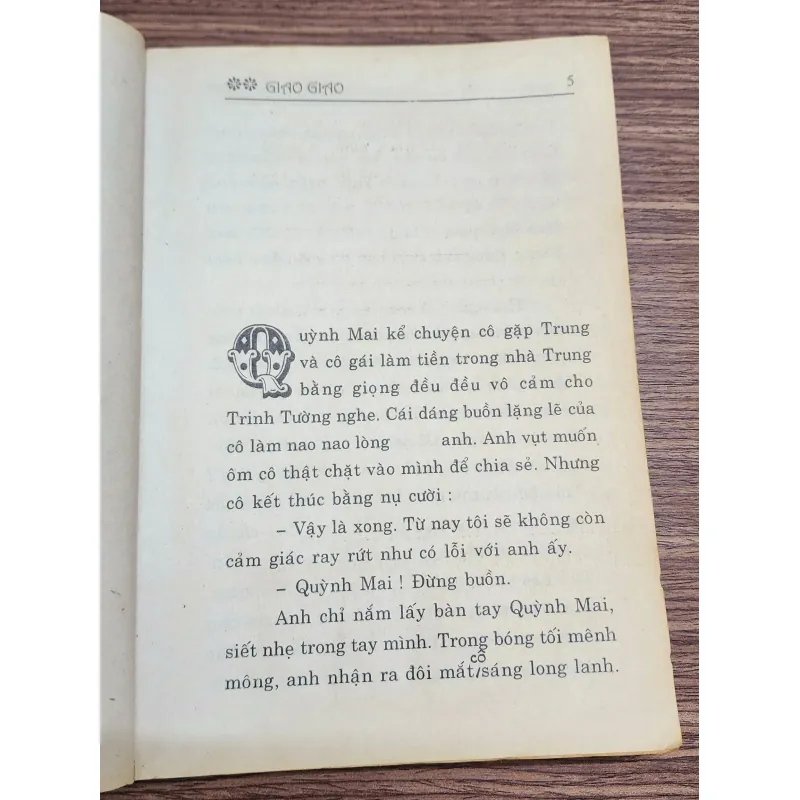 ❊❊ GIAO GIAO 5
Quỳnh Mai kể chuyện cô gặp Trung
và cô gái làm tiền trong nhà Trung
bằng giọng đều đều vô cảm cho
Trinh Tường nghe. Cái dáng buồn lặng lẽ của
cô làm nao nao lòng anh. Anh vụt muốn
ôm cô thật chặt vào mình để chia sẻ. Nhưng
cô kết thúc bằng nụ cười :
– Vậy là xong. Từ nay tôi sẽ không còn
cảm giác ray rứt như có lỗi với anh ấy.
– Quỳnh Mai ! Đừng buồn.
Anh chỉ nắm lấy bàn tay Quỳnh Mai,
siết nhẹ trong tay mình. Trong bóng tối mênh
mông, anh nhận ra đôi mắt cô sáng long lanh.